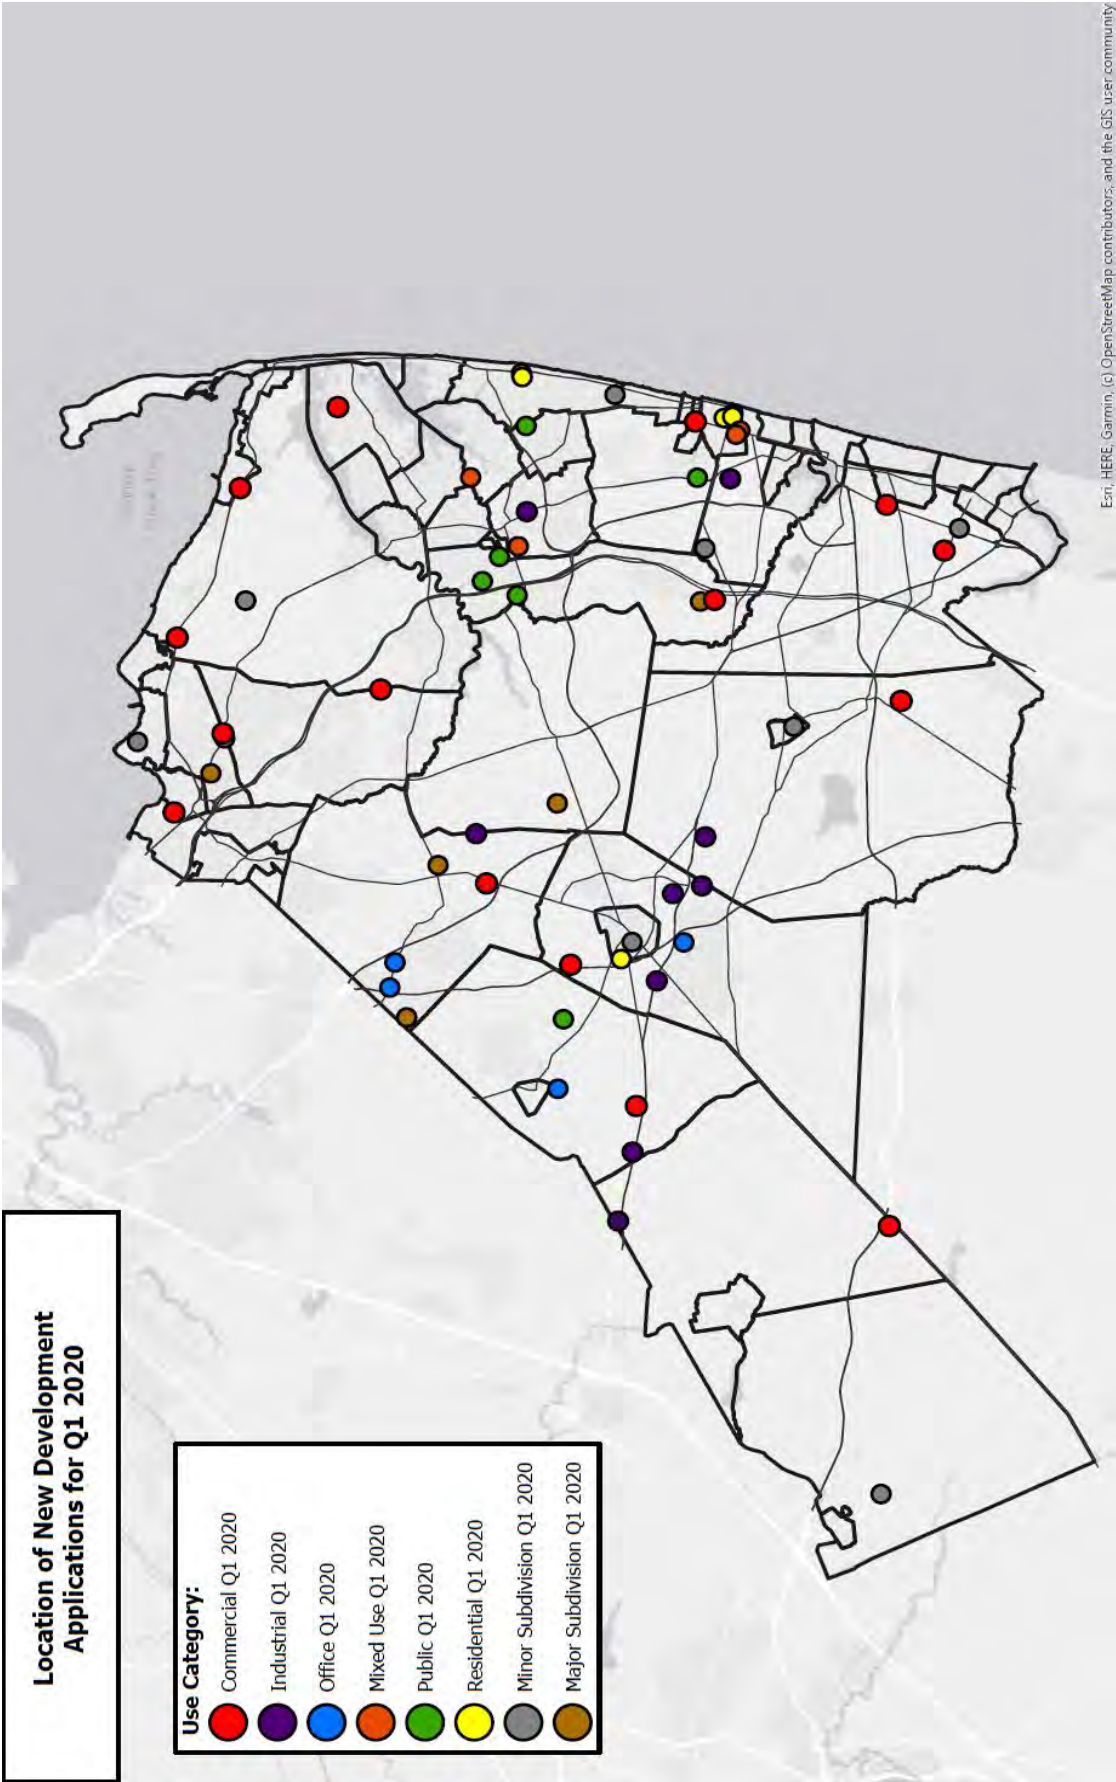 Location of New Development
Applications for Q1 2020
Use Category:
Commercial Q1 2020
Industrial Q1 2020
Office Q1 2020
Mixed Use Q1 2020
Public Q1 2020
Residential Q1 2020
Minor Subdivision Q1 2020
Major Subdivision Q1 2020
Esri, HERE, Garmin, (c) OpenStreetMap contributors, and the GIS user community